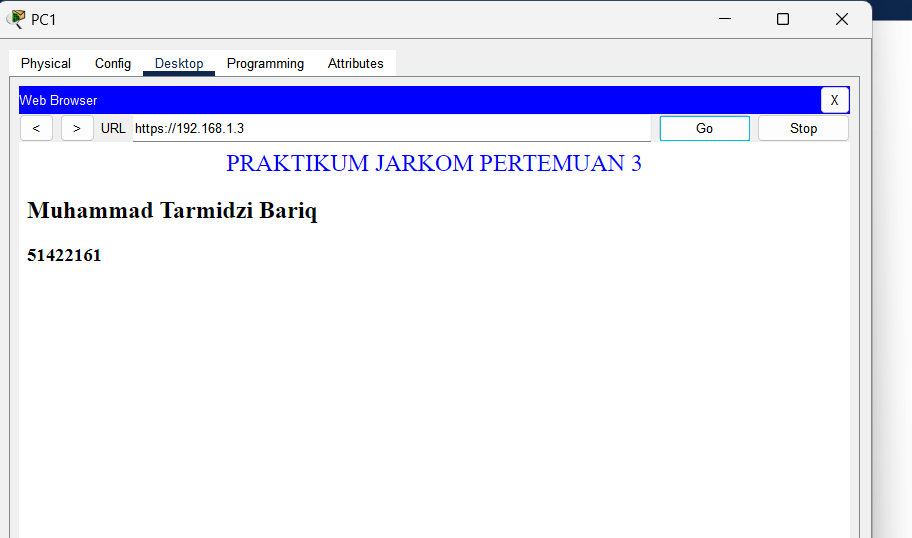 PC1
Physical Config Desktop Programming Attributes
Web Browser X
< > URL https://192.168.1.3 Go Stop
PRAKTIKUM JARKOM PERTEMUAN 3
Muhammad Tarmidzi Bariq
51422161